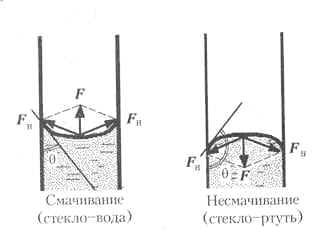 F
Fн Fн
θ
Fн θ F Fн
Смачивание Несмачивание
(стекло–вода) (стекло–ртуть)